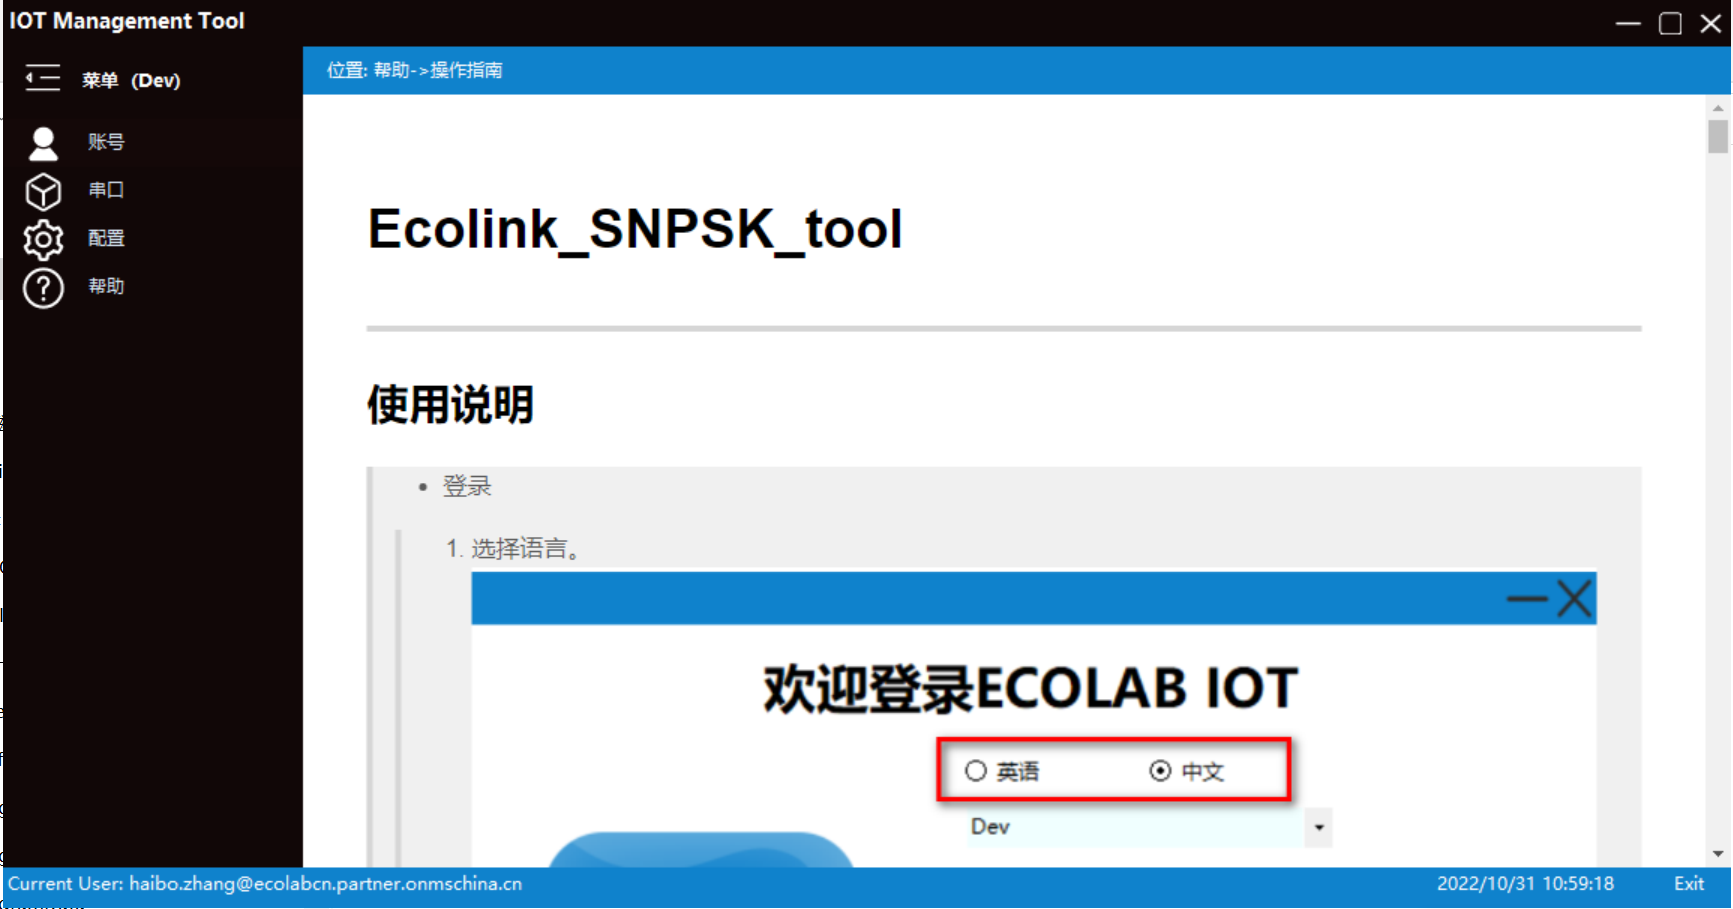 IOT Management Tool
菜单 (Dev)
账号
串口
配置
帮助
位置: 帮助->操作指南
Ecolink_SNPSK_tool
使用说明
• 登录
1. 选择语言。
欢迎登录ECOLAB IOT
英语 中文
Dev
Current User: haibo.zhang@ecolabcn.partner.onmschina.cn 2022/10/31 10:59:18 Exit